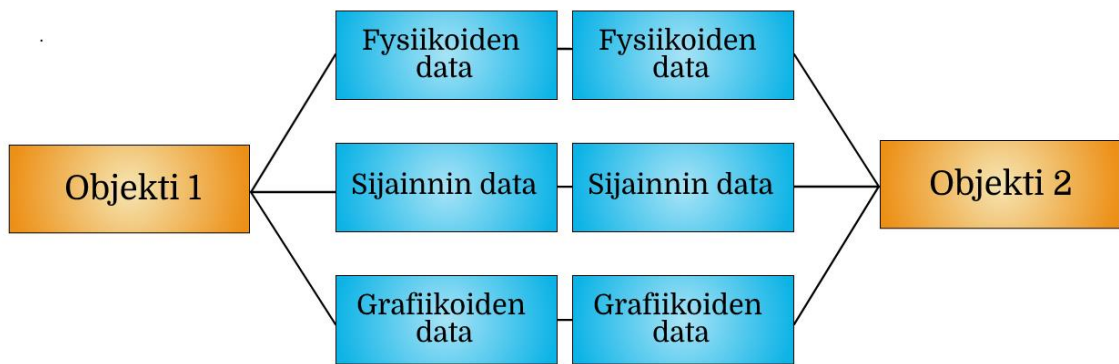 Fysiikoiden
data
Fysiikoiden
data
Objekti 1
Sijainnin data
Sijainnin data
Objekti 2
Grafiikoiden
data
Grafiikoiden
data